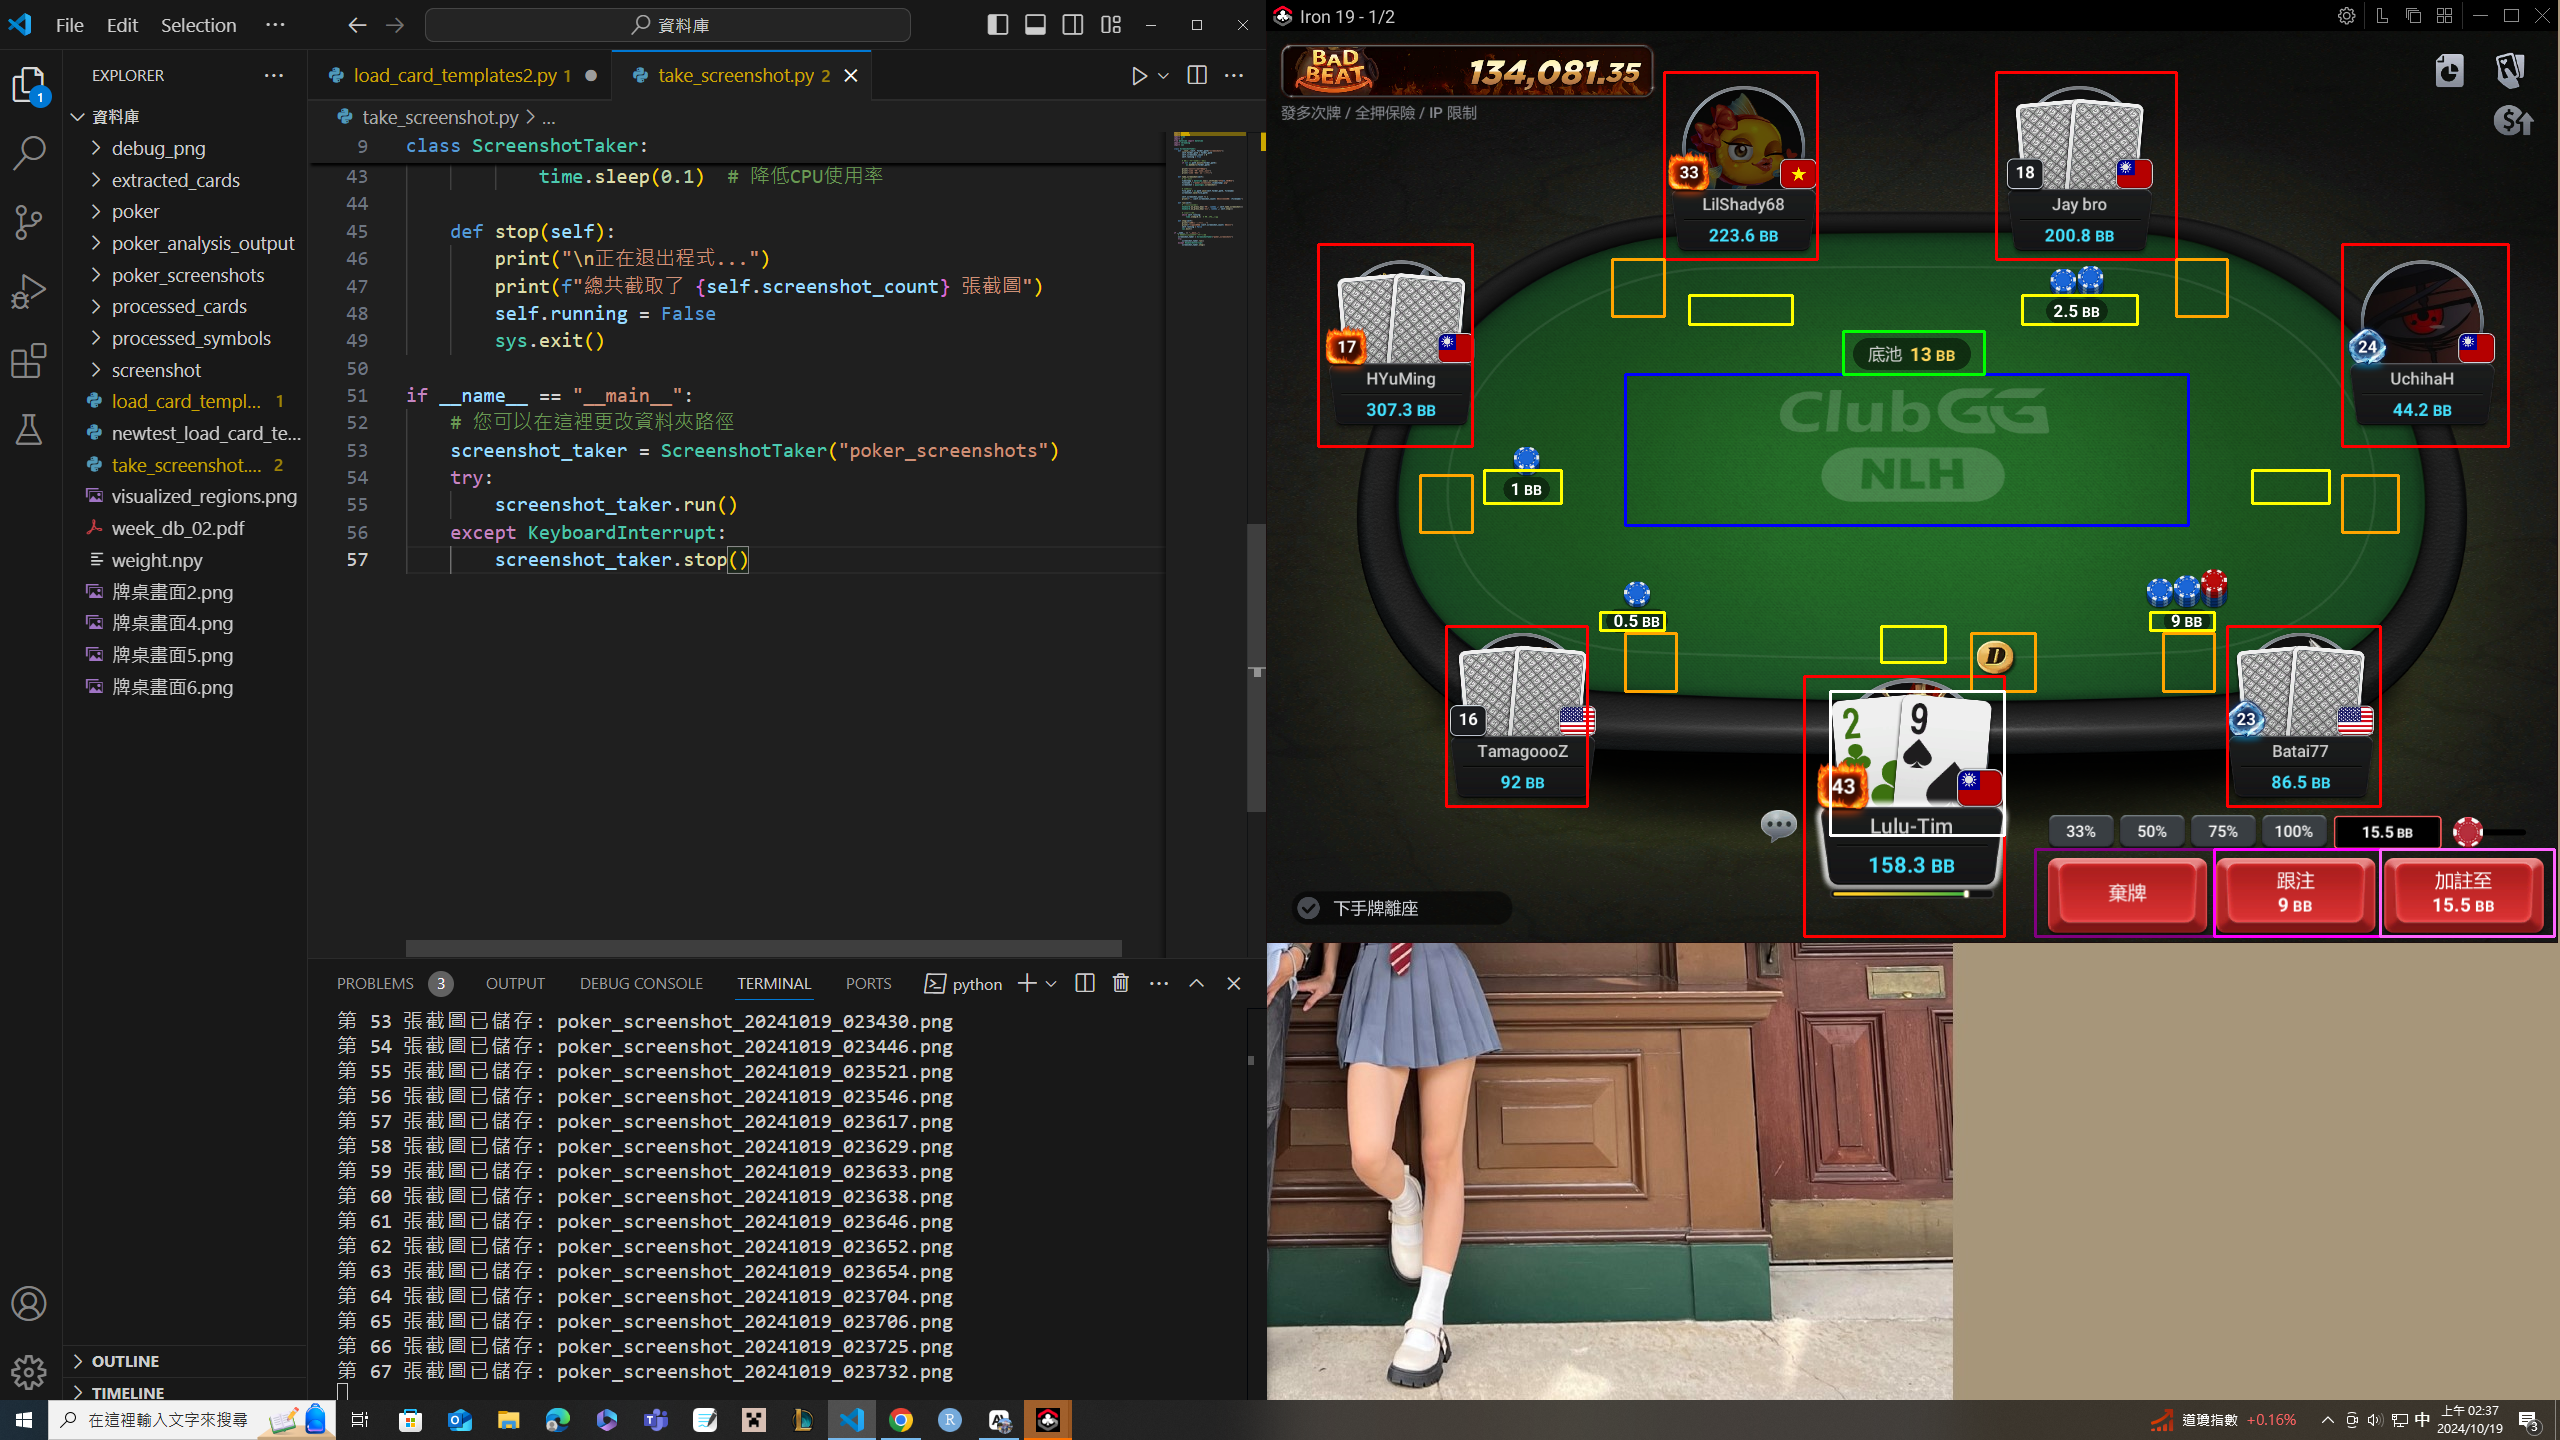 File Edit Selection ...
資料庫
EXPLORER
資料庫
debug_png
extracted_cards
poker
poker_analysis_output
poker_screenshots
processed_cards
processed_symbols
screenshot
load_card_templ... 1
newtest_load_card_te...
take_screenshot.... 2
visualized_regions.png
week_db_02.pdf
weight.npy
牌桌畫面2.png
牌桌畫面4.png
牌桌畫面5.png
牌桌畫面6.png
OUTLINE
TIMELINE
1
load_card_templates2.py 1
take_screenshot.py 2
take_screenshot.py > ...
9 class ScreenshotTaker:
43 time.sleep(0.1) # 降低CPU使用率
44
45 def stop(self):
46 print("\n正在退出程式...")
47 print(f"總共截取了 {self.screenshot_count} 張截圖")
48 self.running = False
49 sys.exit()
50
51 if __name__ == "__main__":
52 # 您可以在這裡更改資料夾路徑
53 screenshot_taker = ScreenshotTaker("poker_screenshots")
54 try:
55 screenshot_taker.run()
56 except KeyboardInterrupt:
57 screenshot_taker.stop()
PROBLEMS 3 OUTPUT DEBUG CONSOLE TERMINAL PORTS python
第 53 張截圖已儲存: poker_screenshot_20241019_023430.png
第 54 張截圖已儲存: poker_screenshot_20241019_023446.png
第 55 張截圖已儲存: poker_screenshot_20241019_023521.png
第 56 張截圖已儲存: poker_screenshot_20241019_023546.png
第 57 張截圖已儲存: poker_screenshot_20241019_023617.png
第 58 張截圖已儲存: poker_screenshot_20241019_023629.png
第 59 張截圖已儲存: poker_screenshot_20241019_023633.png
第 60 張截圖已儲存: poker_screenshot_20241019_023638.png
第 61 張截圖已儲存: poker_screenshot_20241019_023646.png
第 62 張截圖已儲存: poker_screenshot_20241019_023652.png
第 63 張截圖已儲存: poker_screenshot_20241019_023654.png
第 64 張截圖已儲存: poker_screenshot_20241019_023704.png
第 65 張截圖已儲存: poker_screenshot_20241019_023706.png
第 66 張截圖已儲存: poker_screenshot_20241019_023725.png
第 67 張截圖已儲存: poker_screenshot_20241019_023732.png
Iron 19 - 1/2
BAD BEAT 134,081.35
發多次牌 / 全押保險 / IP 限制
33
LilShady68
223.6 BB
18
Jay bro
200.8 BB
17
HYuMing
307.3 BB
24
UchihaH
44.2 BB
2.5 BB
底池 13 BB
ClubGG
NLH
1 BB
0.5 BB
9 BB
D
16
TamagoooZ
92 BB
2 9
43
Lulu-Tim
158.3 BB
23
Batai77
86.5 BB
33% 50% 75% 100% 15.5 BB
棄牌
跟注
9 BB
加註至
15.5 BB
下手牌離座
在這裡輸入文字來搜尋
道瓊指數 +0.16%
中
上午 02:37
2024/10/19
3